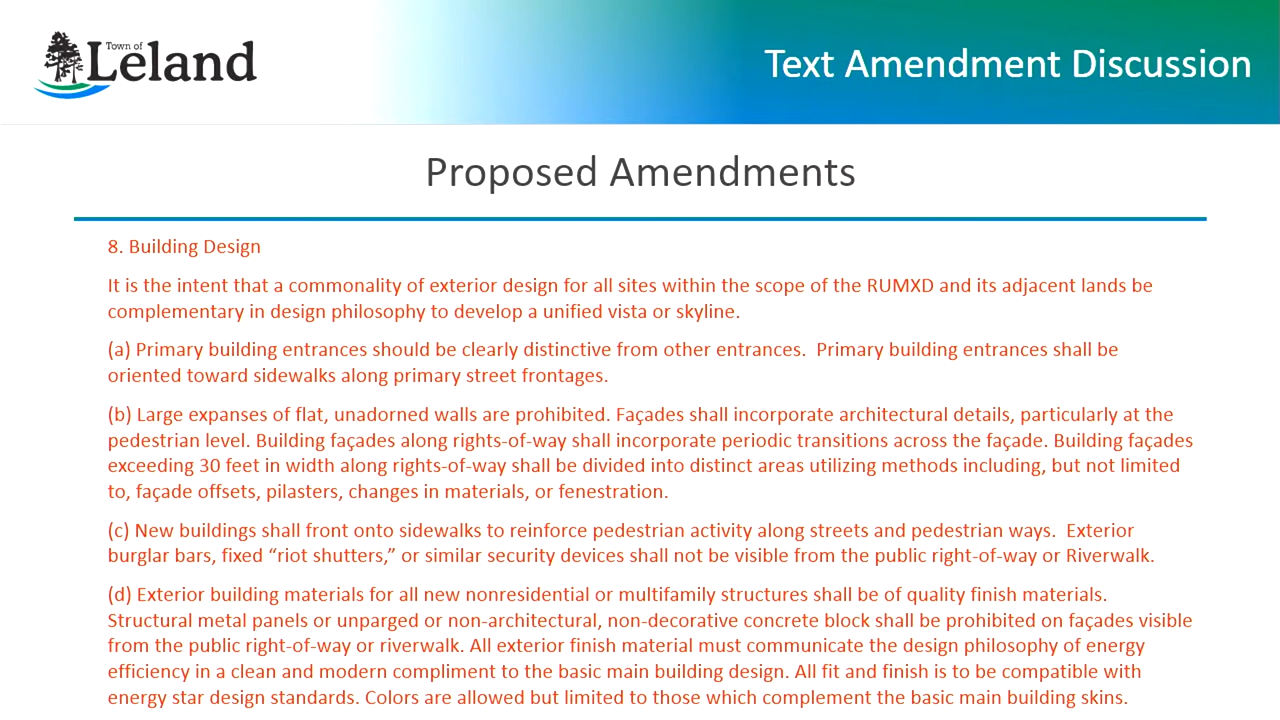 Town of
Leland
Text Amendment Discussion
Proposed Amendments
8. Building Design
It is the intent that a commonality of exterior design for all sites within the scope of the RUMXD and its adjacent lands be
complementary in design philosophy to develop a unified vista or skyline.
(a) Primary building entrances should be clearly distinctive from other entrances.  Primary building entrances shall be
oriented toward sidewalks along primary street frontages.
(b) Large expanses of flat, unadorned walls are prohibited. Façades shall incorporate architectural details, particularly at the
pedestrian level. Building façades along rights-of-way shall incorporate periodic transitions across the façade. Building façades
exceeding 30 feet in width along rights-of-way shall be divided into distinct areas utilizing methods including, but not limited
to, façade offsets, pilasters, changes in materials, or fenestration.
(c) New buildings shall front onto sidewalks to reinforce pedestrian activity along streets and pedestrian ways.  Exterior
burglar bars, fixed “riot shutters,” or similar security devices shall not be visible from the public right-of-way or Riverwalk.
(d) Exterior building materials for all new nonresidential or multifamily structures shall be of quality finish materials.
Structural metal panels or unparged or non-architectural, non-decorative concrete block shall be prohibited on façades visible
from the public right-of-way or riverwalk. All exterior finish material must communicate the design philosophy of energy
efficiency in a clean and modern compliment to the basic main building design. All fit and finish is to be compatible with
energy star design standards. Colors are allowed but limited to those which complement the basic main building skins.